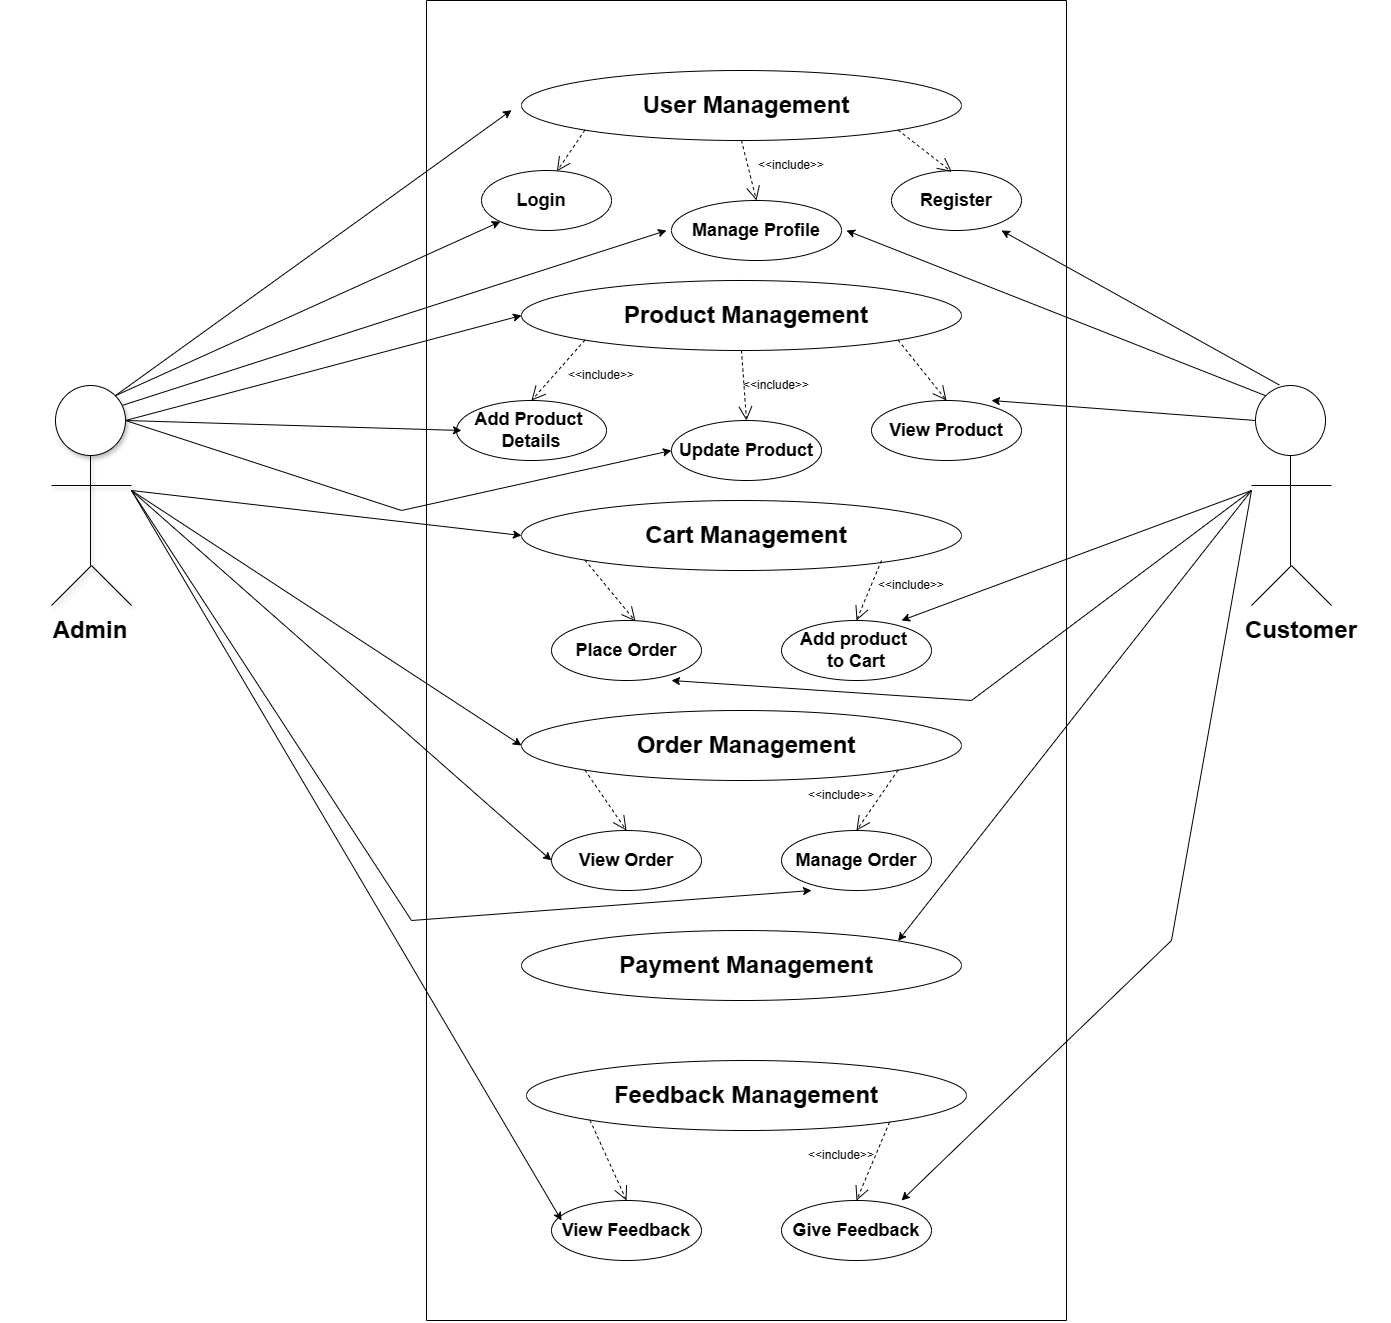 User Management
<<include>>
Login
Manage Profile
Register
Product Management
<<include>>
<<include>>
Add Product
Details
Update Product
View Product
Cart Management
<<include>>
Admin
Customer
Place Order
Add product
to Cart
Order Management
<<include>>
View Order
Manage Order
Payment Management
Feedback Management
<<include>>
View Feedback
Give Feedback